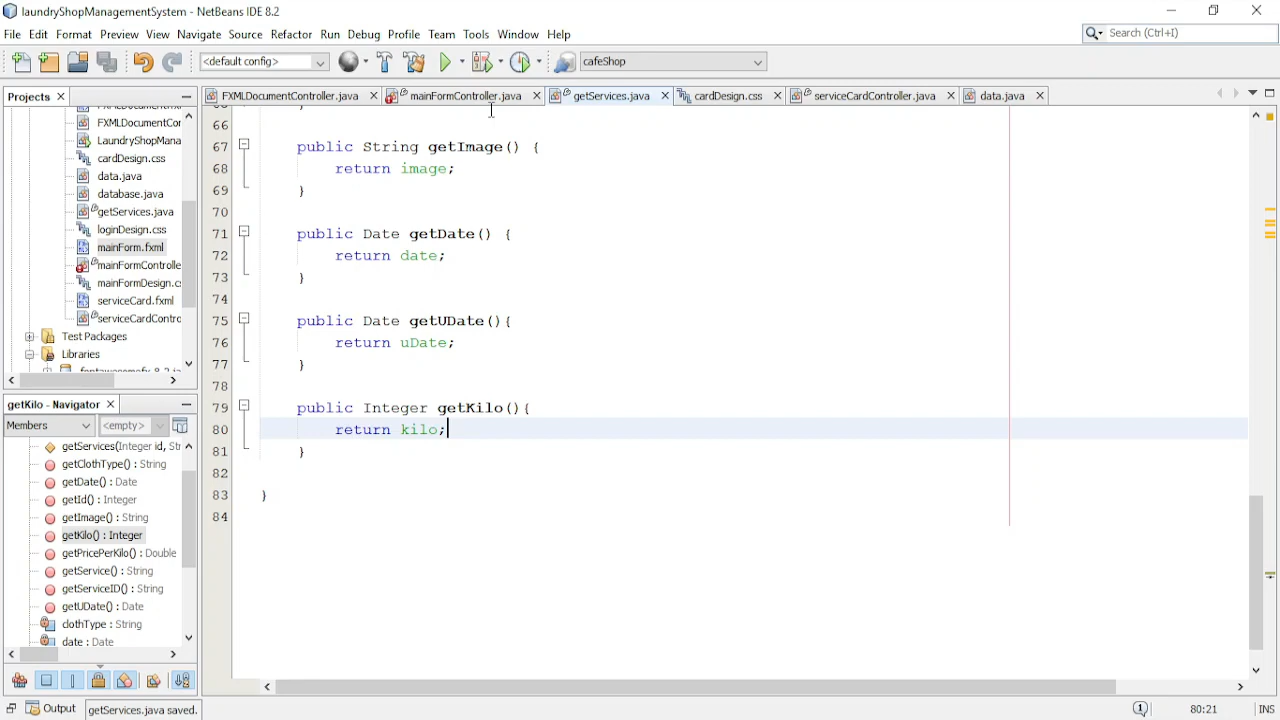 laundryShopManagementSystem - NetBeans IDE 8.2
File Edit Format Preview View Navigate Source Refactor Run Debug Profile Team Tools Window Help
Search (Ctrl+I)
<default config>
cafeShop
Projects
FXMLDocumentController.java
mainFormController.java
getServices.java
cardDesign.css
serviceCardController.java
data.java
FXMLDocumentCor
LaundryShopMana
cardDesign.css
data.java
database.java
getServices.java
loginDesign.css
mainForm.fxml
mainFormControlle
mainFormDesign.c
serviceCard.fxml
serviceCardContro
Test Packages
Libraries
getKilo - Navigator
Members
<empty>
getServices(Integer id, Str
getClothType() : String
getDate() : Date
getId() : Integer
getImage() : String
getKilo() : Integer
getPricePerKilo() : Double
getService() : String
getServiceID() : String
getUDate() : Date
clothType : String
date : Date
66
67 public String getImage() {
68 return image;
69 }
70
71 public Date getDate() {
72 return date;
73 }
74
75 public Date getUDate(){
76 return uDate;
77 }
78
79 public Integer getKilo(){
80 return kilo;
81 }
82
83 }
84
Output
getServices.java saved.
1
80:21
INS